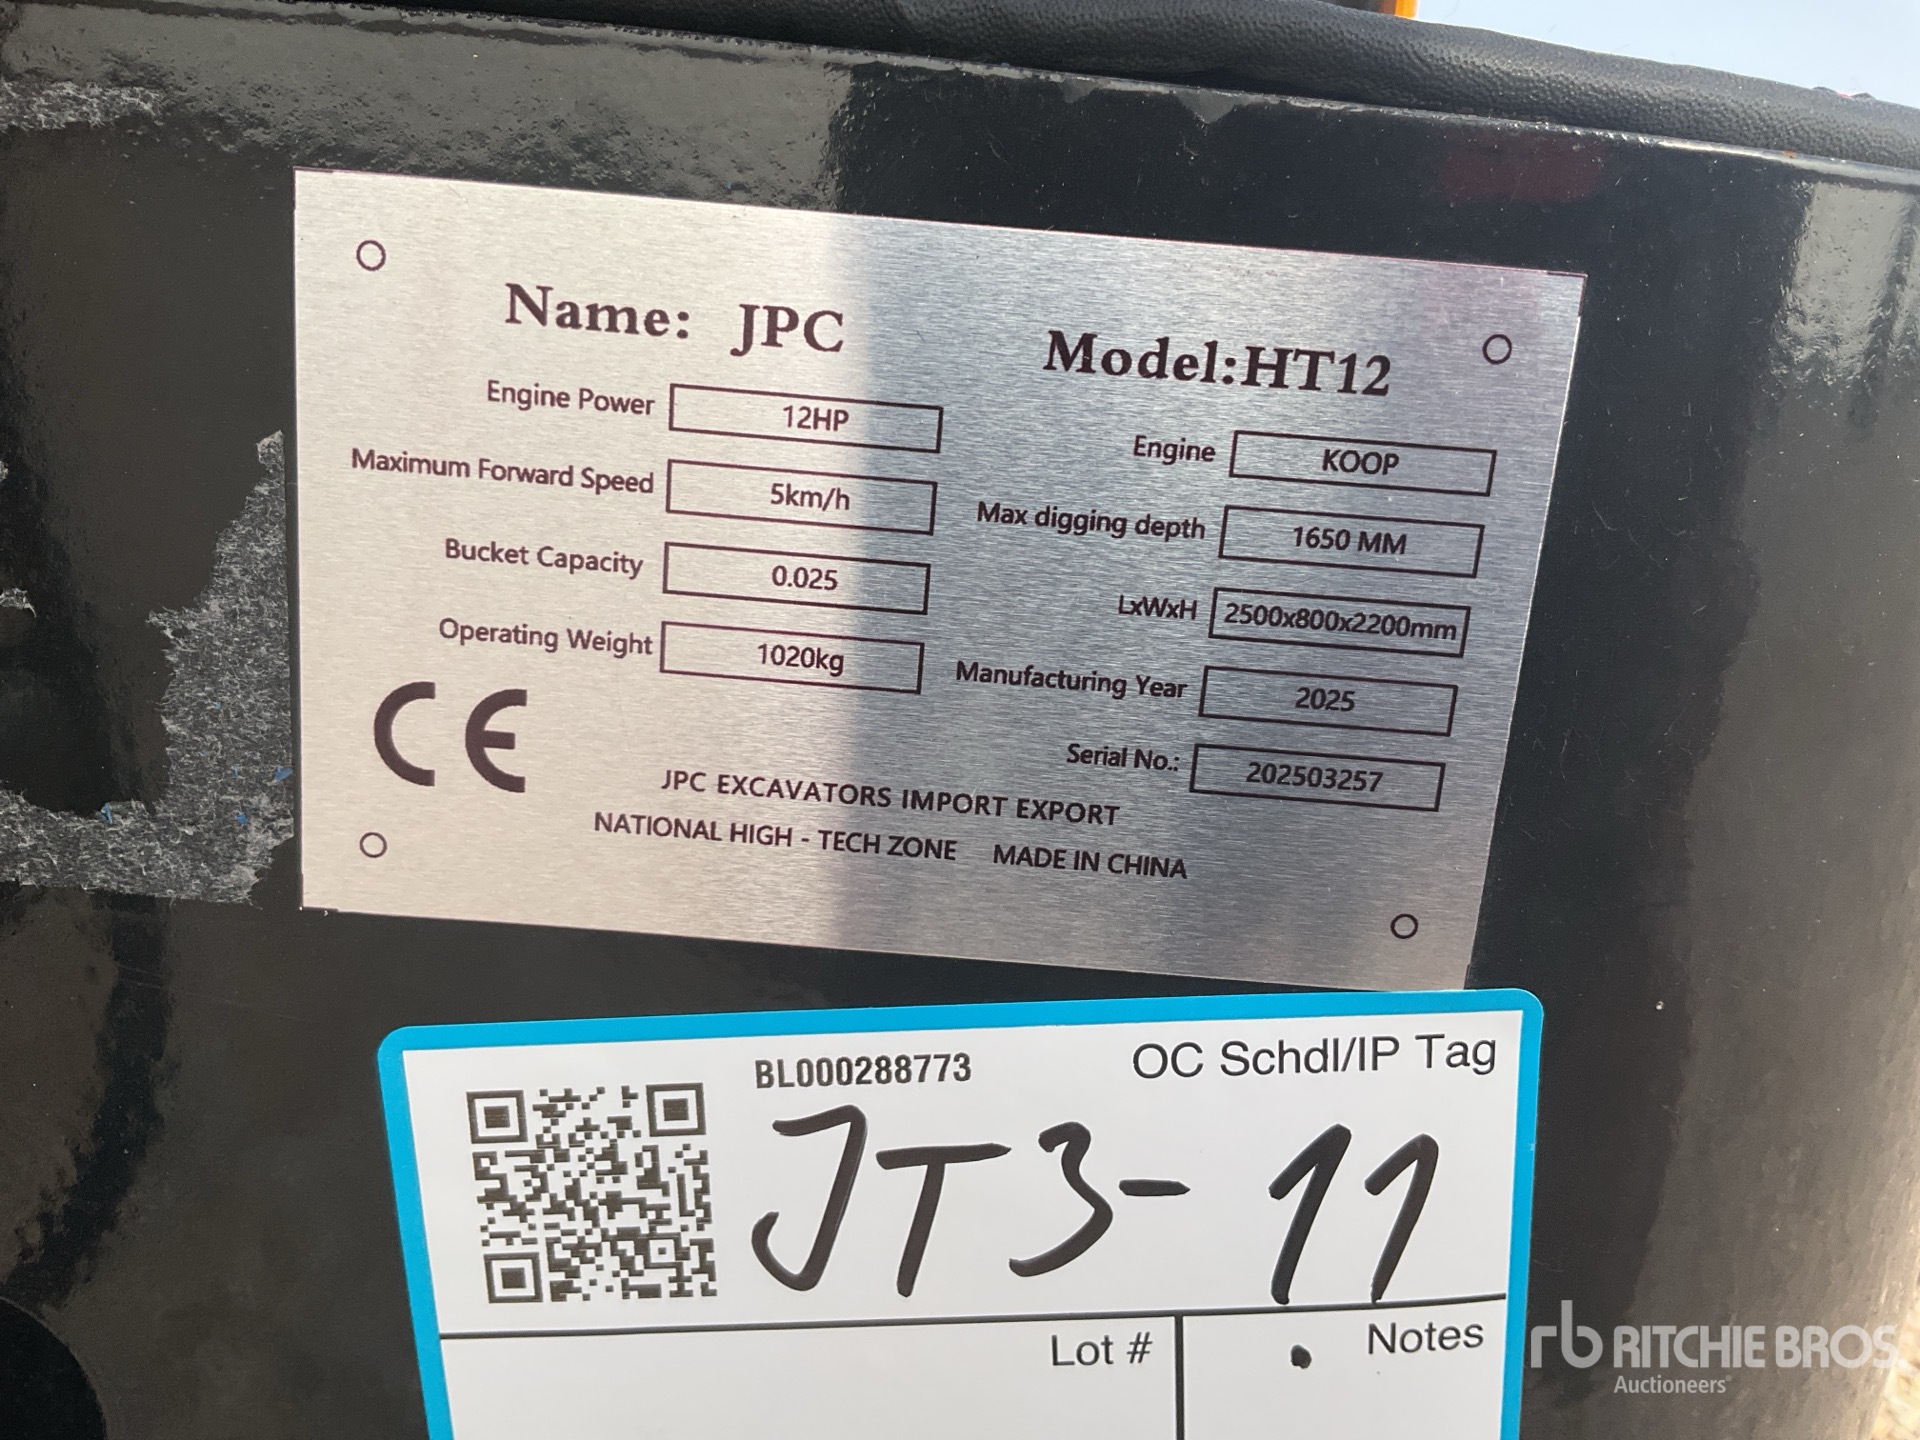 Name: JPC
Model:HT12
Engine Power 12HP
Maximum Forward Speed 5km/h
Bucket Capacity 0.025
Operating Weight 1020kg
Engine KOOP
Max digging depth 1650 MM
LxWxH 2500x800x2200mm
Manufacturing Year 2025
Serial No.: 202503257
CE
JPC EXCAVATORS IMPORT EXPORT
NATIONAL HIGH - TECH ZONE MADE IN CHINA
BL000288773 OC Schdl/IP Tag
JT3-11
Lot # Notes
rb RITCHIE BROS
Auctioneers